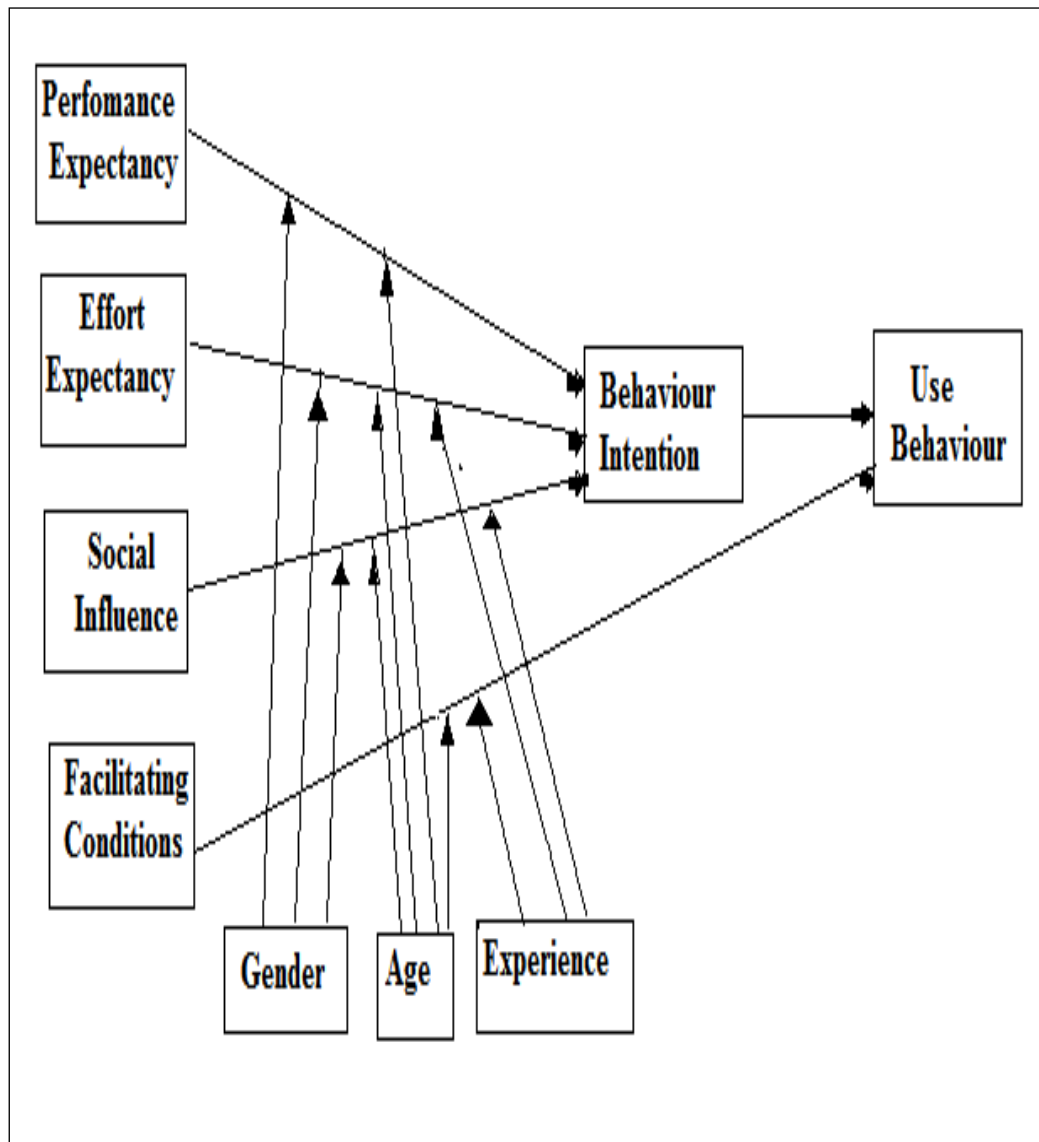 Perfomance
Expectancy
Effort
Expectancy
Social
Influence
Facilitating
Conditions
Behaviour
Intention
Use
Behaviour
Gender
Age
Experience